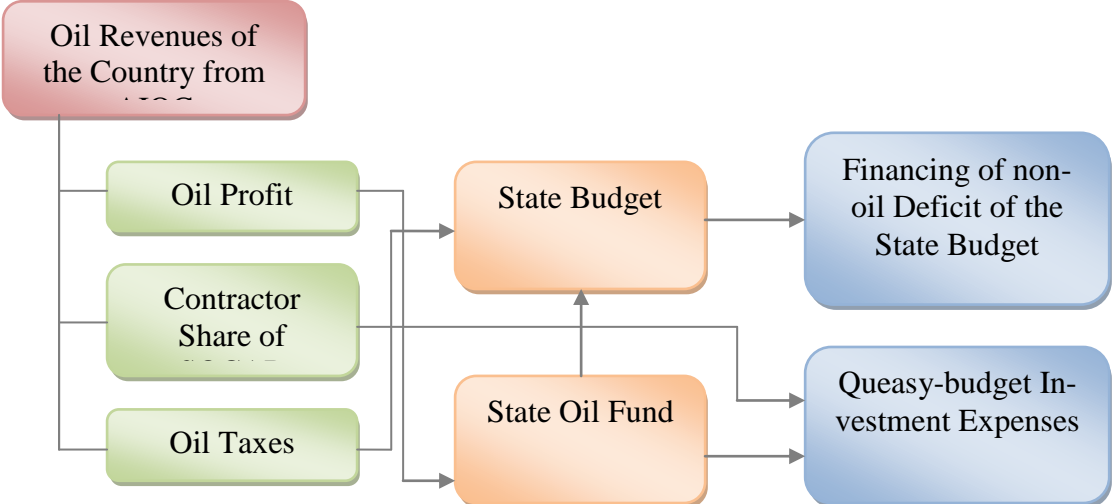 Oil Revenues of
the Country from
Oil Profit
Contractor
Share of
Oil Taxes
State Budget
State Oil Fund
Financing of non-
oil Deficit of the
State Budget
Queasy-budget In-
vestment Expenses